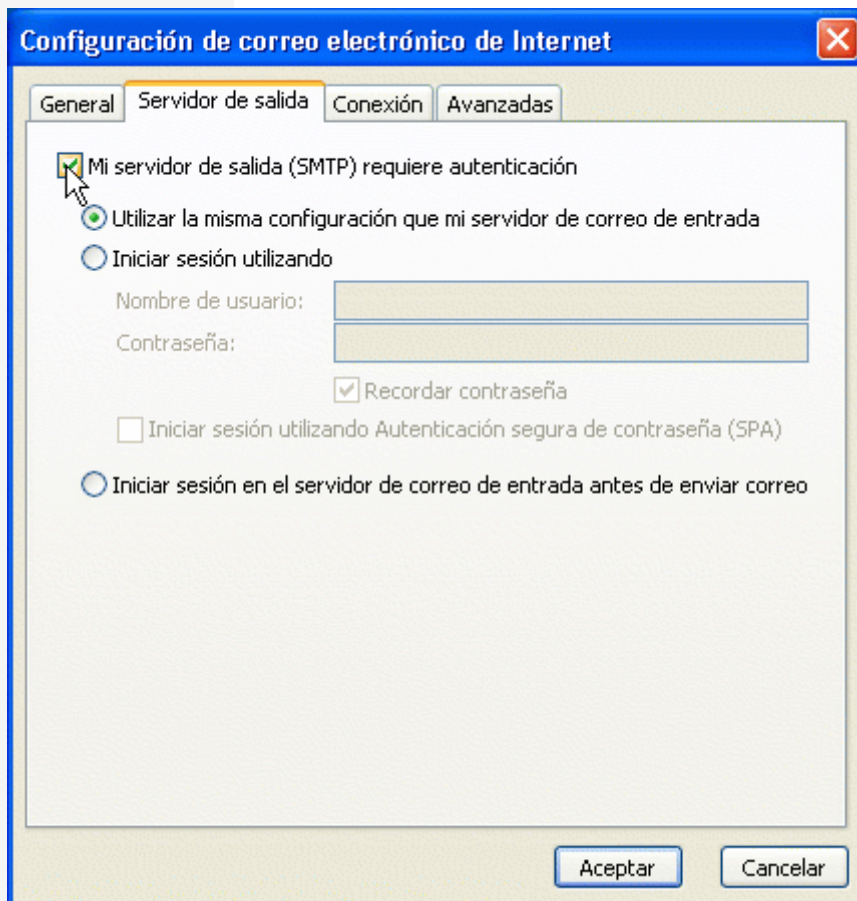 Configuración de correo electrónico de Internet
General Servidor de salida Conexión Avanzadas
Mi servidor de salida (SMTP) requiere autenticación
Utilizar la misma configuración que mi servidor de correo de entrada
Iniciar sesión utilizando
Nombre de usuario:
Contraseña:
Recordar contraseña
Iniciar sesión utilizando Autenticación segura de contraseña (SPA)
Iniciar sesión en el servidor de correo de entrada antes de enviar correo
Aceptar Cancelar